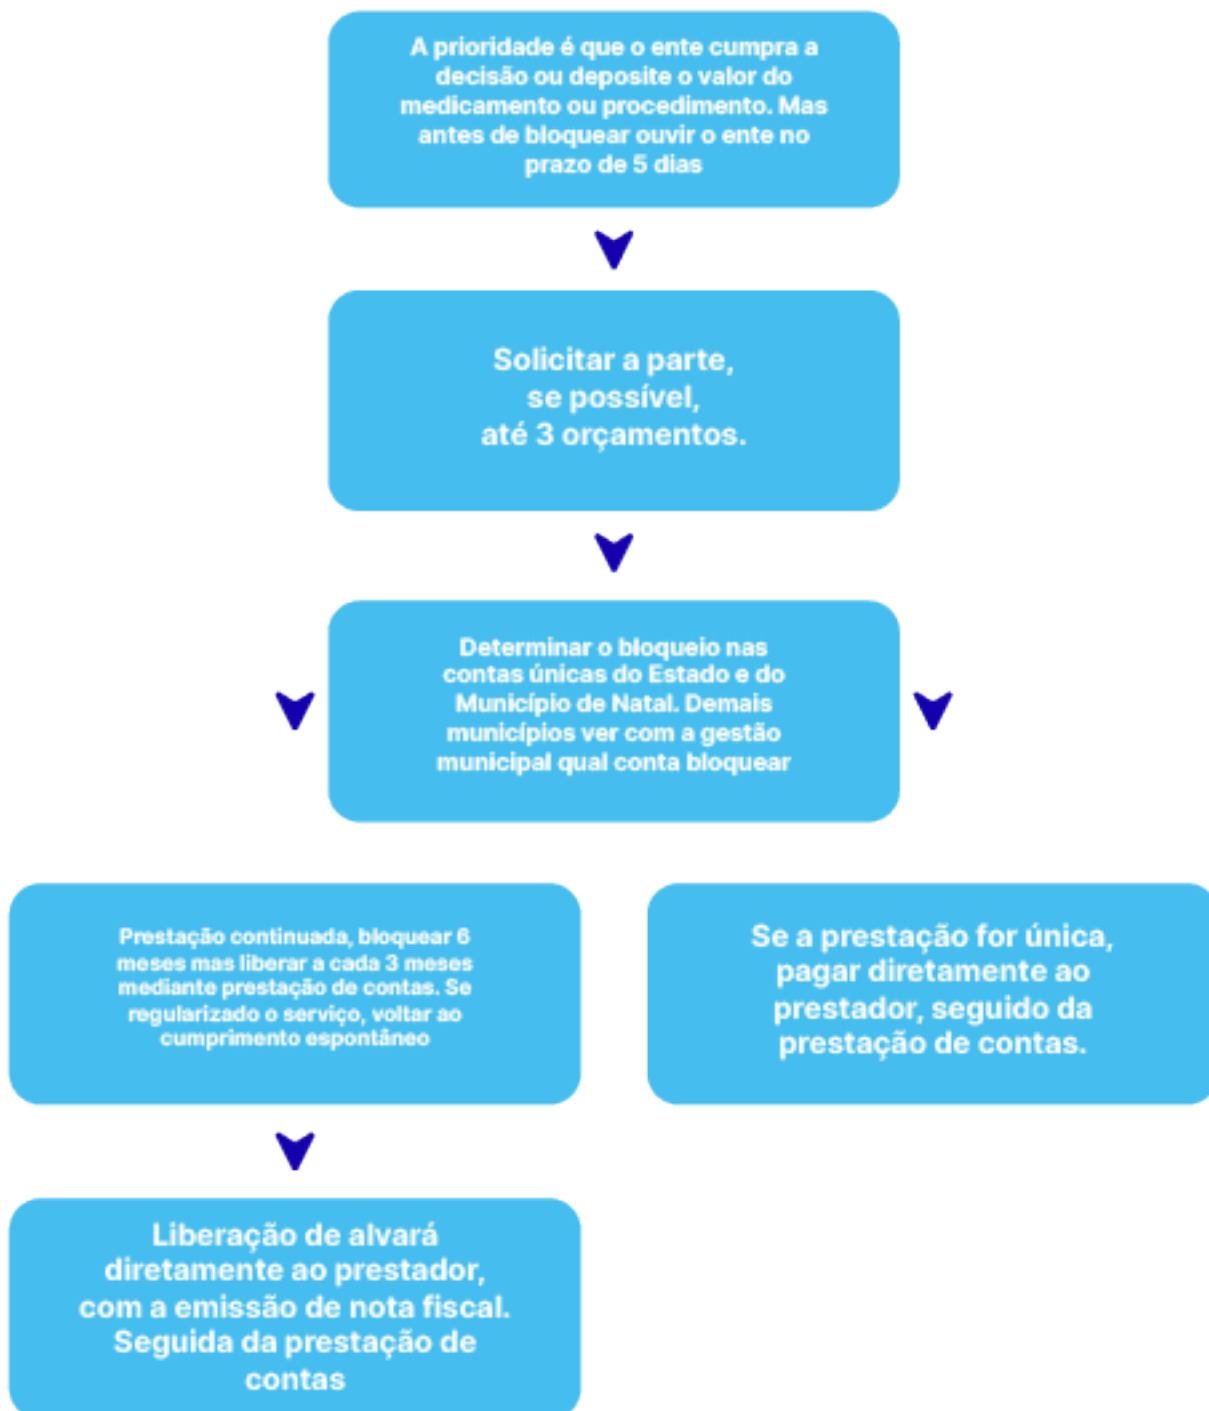 A prioridade é que o ente cumpra a
decisão ou deposite o valor do
medicamento ou procedimento. Mas
antes de bloquear ouvir o ente no
prazo de 5 dias
Solicitar a parte,
se possível,
até 3 orçamentos.
Determinar o bloqueio nas
contas únicas do Estado e do
Município de Natal. Demais
municípios ver com a gestão
municipal qual conta bloquear
Prestação continuada, bloquear 6
meses mas liberar a cada 3 meses
mediante prestação de contas. Se
regularizado o serviço, voltar ao
cumprimento espontâneo
Se a prestação for única,
pagar diretamente ao
prestador, seguido da
prestação de contas.
Liberação de alvará
diretamente ao prestador,
com a emissão de nota fiscal.
Seguida da prestação de
contas